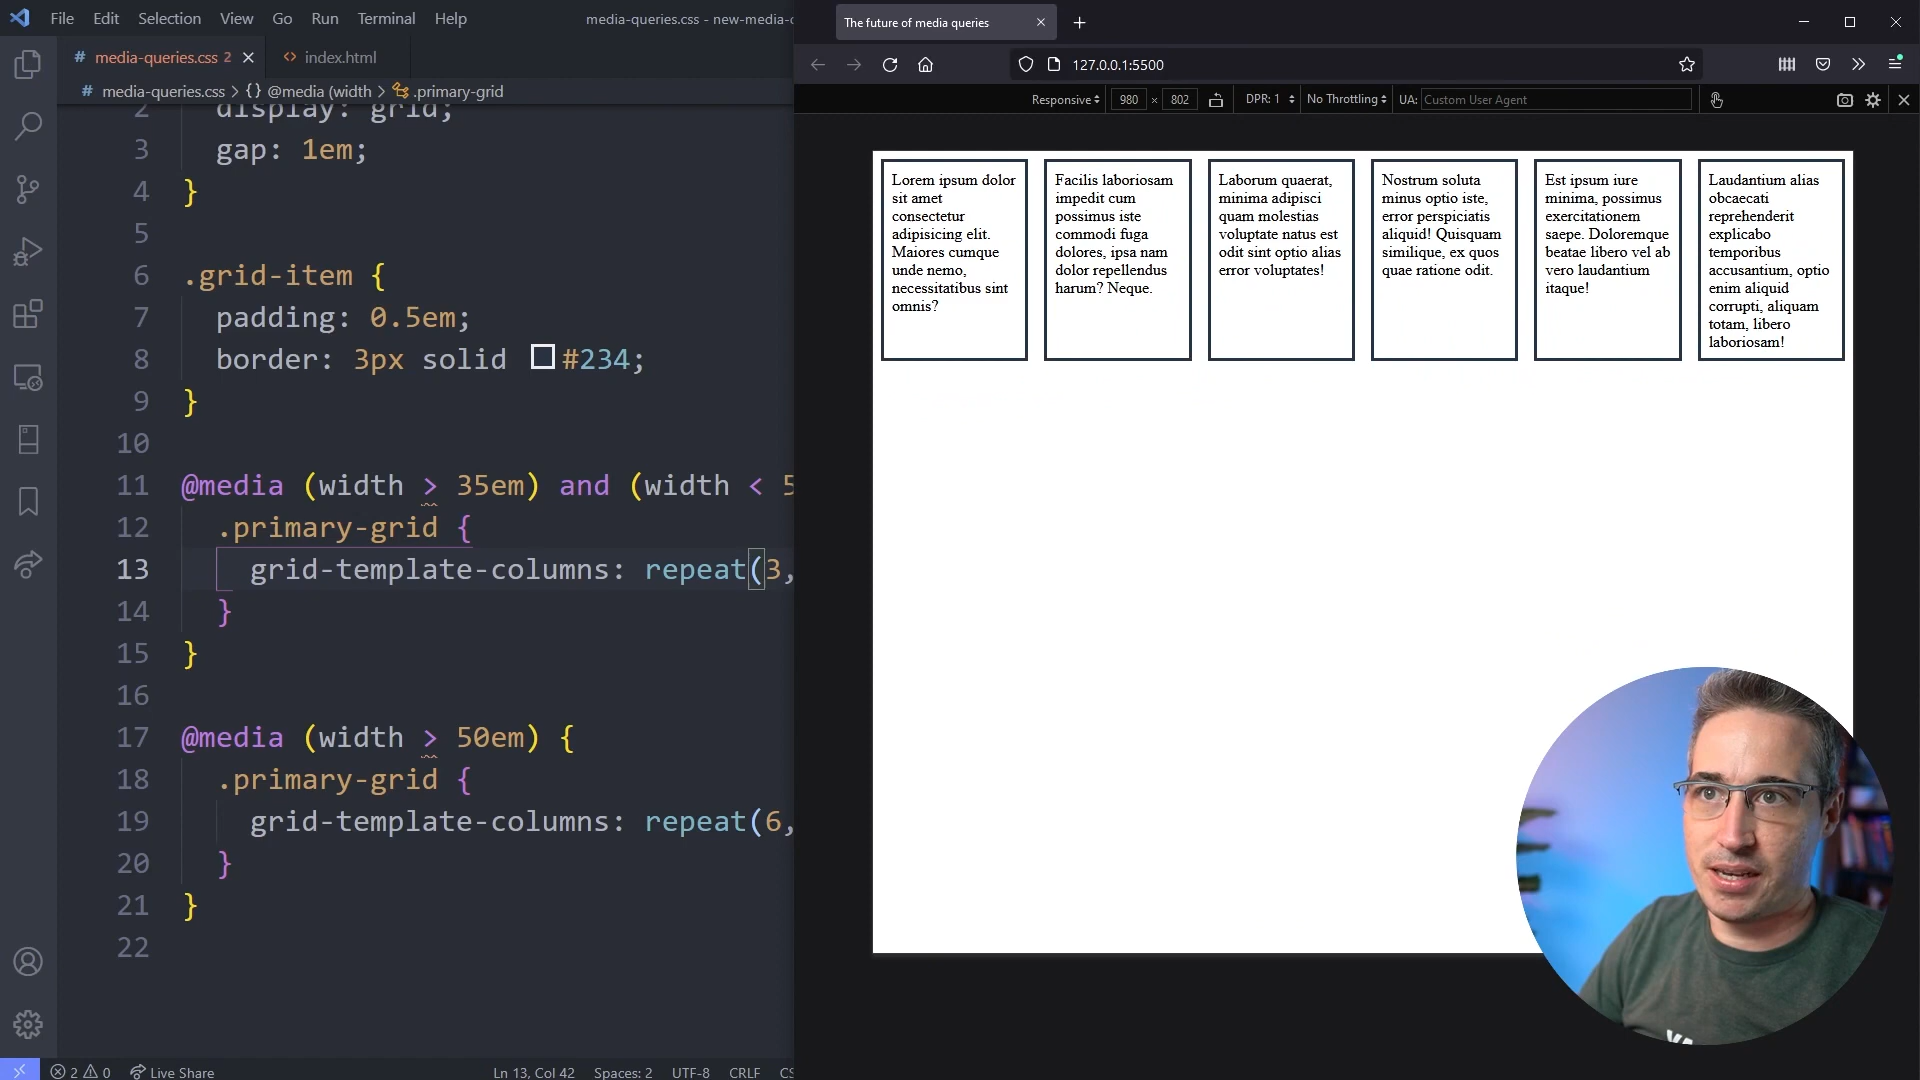 File Edit Selection View Go Run Terminal Help media-queries.css - new-media-
# media-queries.css 2 × <> index.html
# media-queries.css > {} @media (width > .primary-grid
2 display: grid;
3 gap: 1em;
4 }
5
6 .grid-item {
7 padding: 0.5em;
8 border: 3px solid #234;
9 }
10
11 @media (width > 35em) and (width < 5
12 .primary-grid {
13 grid-template-columns: repeat(3,
14 }
15 }
16
17 @media (width > 50em) {
18 .primary-grid {
19 grid-template-columns: repeat(6,
20 }
21 }
22
2 0 Live Share Ln 13, Col 42 Spaces: 2 UTF-8 CRLF CS
The future of media queries
127.0.0.1:5500
Responsive 980 × 802 DPR: 1 No Throttling UA: Custom User Agent
Lorem ipsum dolor
sit amet
consectetur
adipisicing elit.
Maiores cumque
unde nemo,
necessitatibus sint
omnis?
Facilis laboriosam
impedit cum
possimus iste
commodi fuga
dolores, ipsa nam
dolor repellendus
harum? Neque.
Laborum quaerat,
minima adipisci
quam molestias
voluptate natus est
odit sint optio alias
error voluptates!
Nostrum soluta
minus optio iste,
error perspiciatis
aliquid! Quisquam
similique, ex quos
quae ratione odit.
Est ipsum iure
minima, possimus
exercitationem
saepe. Doloremque
beatae libero vel ab
vero laudantium
itaque!
Laudantium alias
obcaecati
reprehenderit
explicabo
temporibus
accusantium, optio
enim aliquid
corrupti, aliquam
totam, libero
laboriosam!